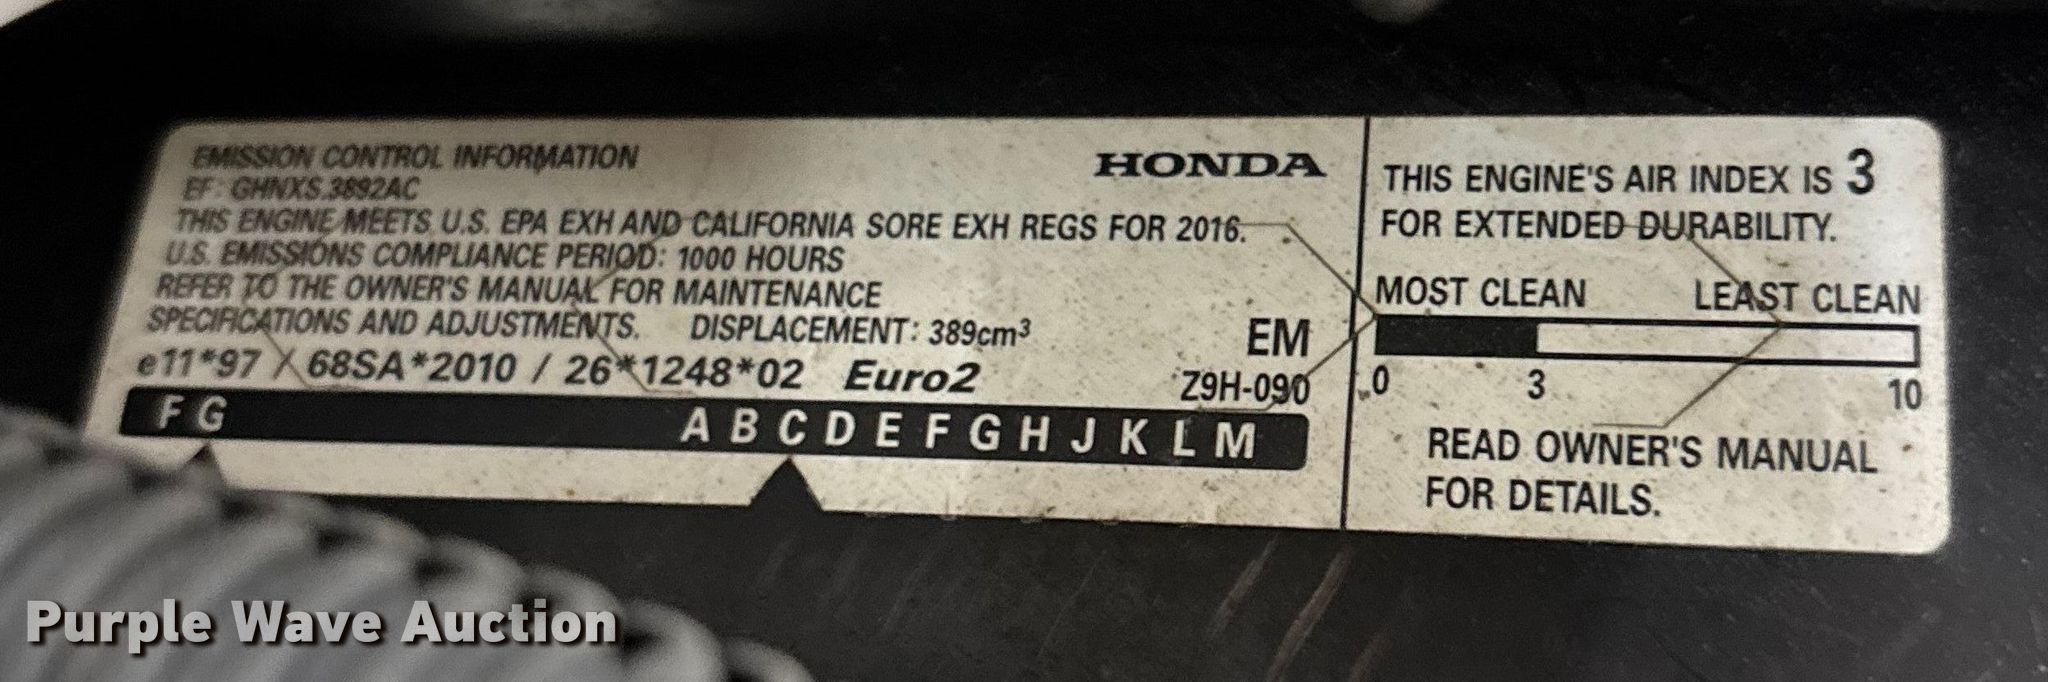 EMISSION CONTROL INFORMATION
HONDA
EF: GHNXS.3892AC
THIS ENGINE MEETS U.S. EPA EXH AND CALIFORNIA SORE EXH REGS FOR 2016.
U.S. EMISSIONS COMPLIANCE PERIOD: 1000 HOURS
REFER TO THE OWNER'S MANUAL FOR MAINTENANCE
SPECIFICATIONS AND ADJUSTMENTS. DISPLACEMENT: 389cm³
EM
e11*97 / 68SA*2010 / 26*1248*02 Euro2
Z9H-090
F G A B C D E F G H J K L M
THIS ENGINE'S AIR INDEX IS 3
FOR EXTENDED DURABILITY.
MOST CLEAN LEAST CLEAN
0 3 10
READ OWNER'S MANUAL
FOR DETAILS.
Purple Wave Auction